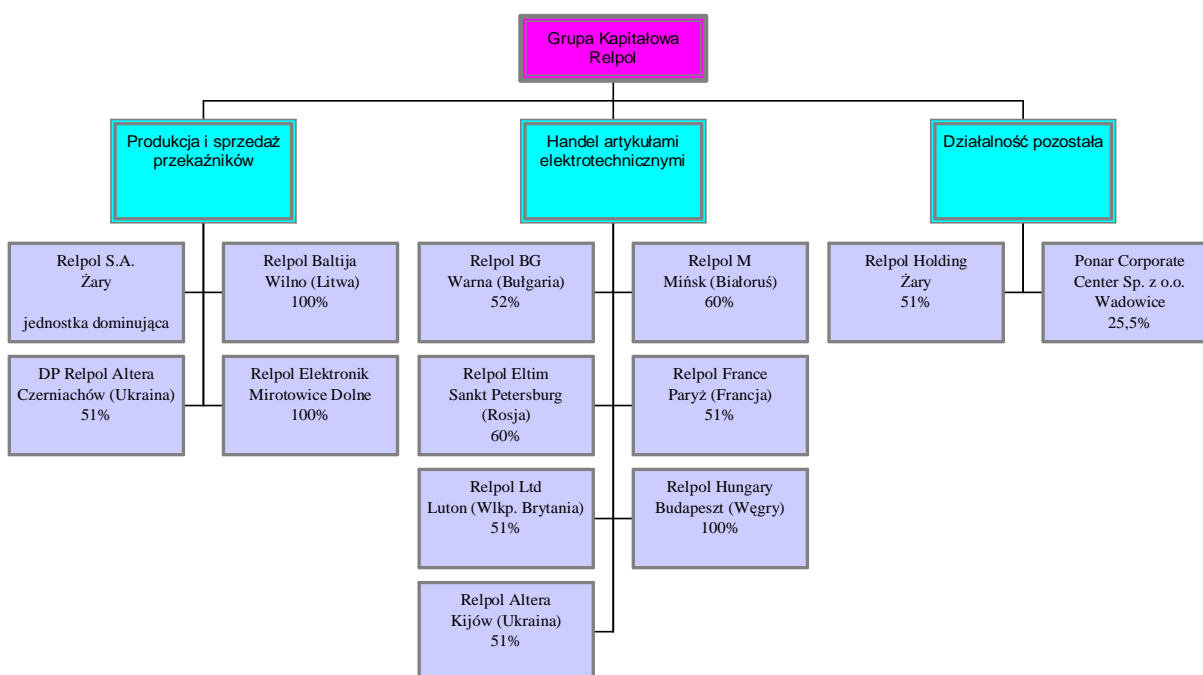 Grupa Kapitałowa
Relpol
Produkcja i sprzedaż
przekaźników
Handel artykułami
elektrotechnicznymi
Działalność pozostała
Relpol S.A.
Żary
jednostka dominująca
Relpol Baltija
Wilno (Litwa)
100%
Relpol BG
Warna (Bułgaria)
52%
Relpol M
Mińsk (Białoruś)
60%
Relpol Holding
Żary
51%
Ponar Corporate
Center Sp. z o.o.
Wadowice
25,5%
DP Relpol Altera
Czerniachów (Ukraina)
51%
Relpol Elektronik
Mirotowice Dolne
100%
Relpol Eltim
Sankt Petersburg
(Rosja)
60%
Relpol France
Paryż (Francja)
51%
Relpol Ltd
Luton (Wlkp. Brytania)
51%
Relpol Hungary
Budapeszt (Węgry)
100%
Relpol Altera
Kijów (Ukraina)
51%